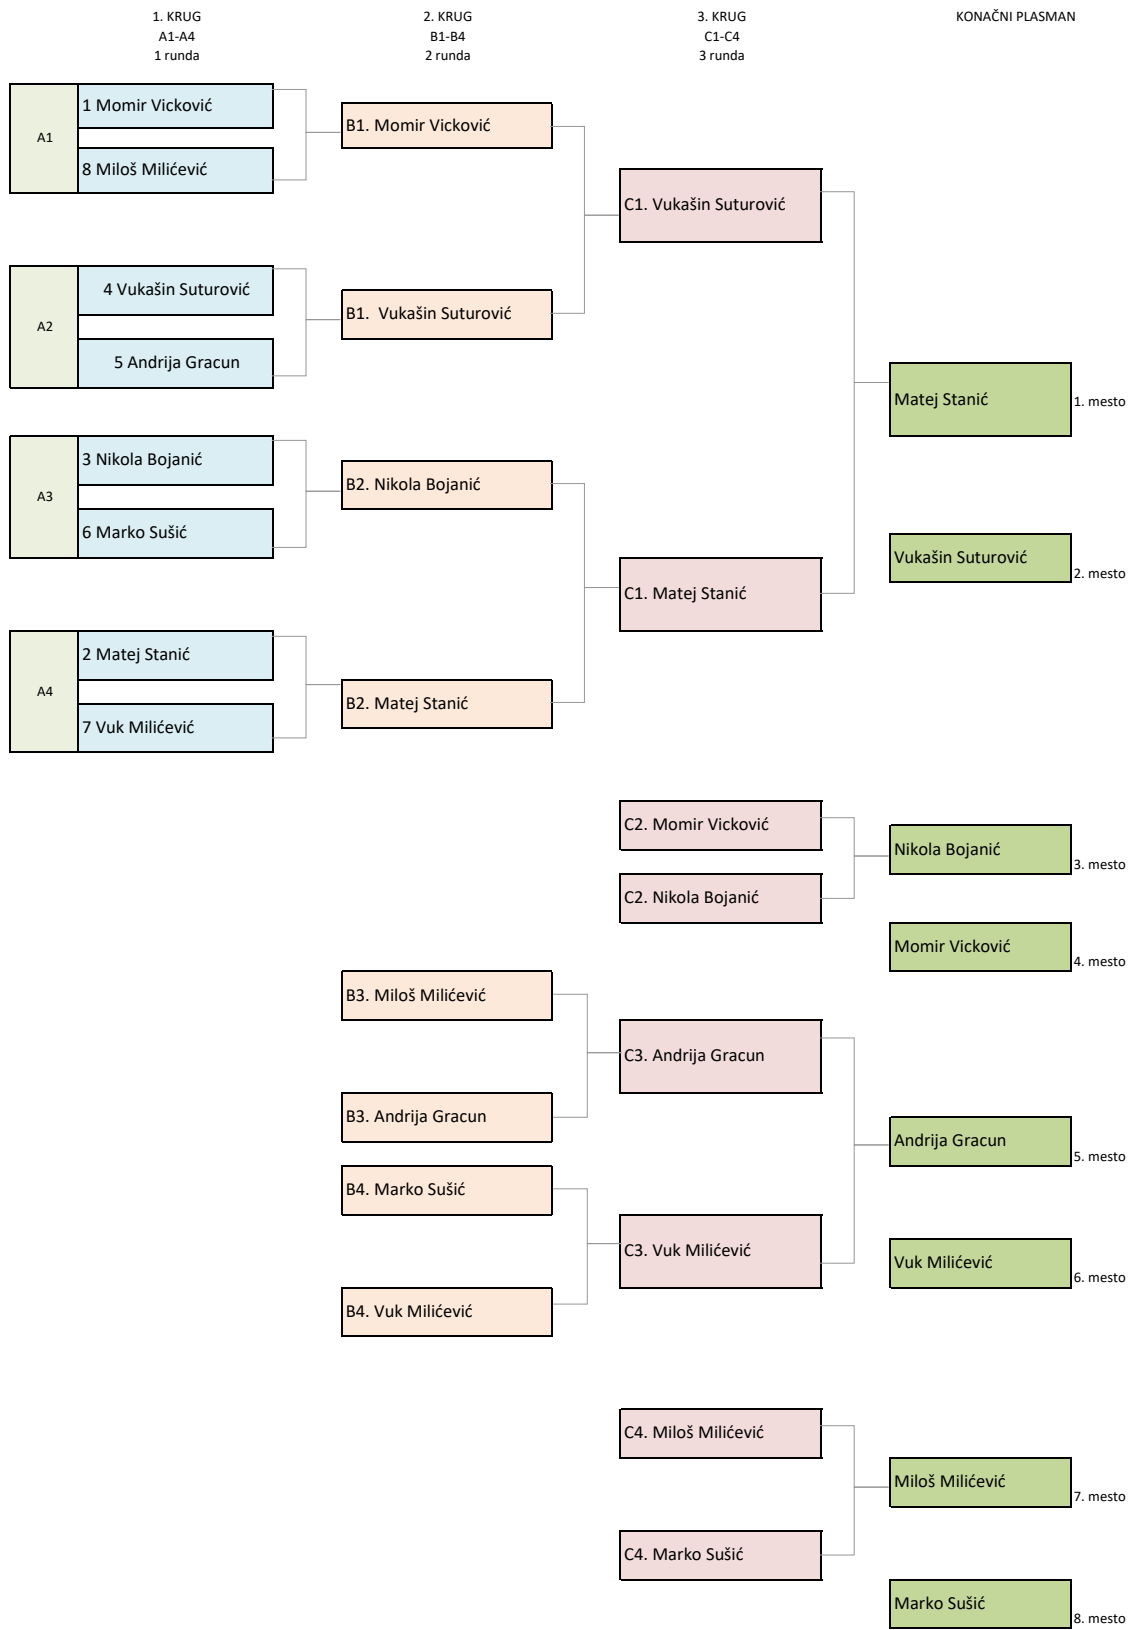 1. KRUG
A1-A4
1 runda
2. KRUG
B1-B4
2 runda
3. KRUG
C1-C4
3 runda
KONAČNI PLASMAN
A1
1 Momir Vicković
8 Miloš Milićević
A2
4 Vukašin Suturović
5 Andrija Gracun
A3
3 Nikola Bojanić
6 Marko Sušić
A4
2 Matej Stanić
7 Vuk Milićević
B1. Momir Vicković
B1. Vukašin Suturović
B2. Nikola Bojanić
B2. Matej Stanić
B3. Miloš Milićević
B3. Andrija Gracun
B4. Marko Sušić
B4. Vuk Milićević
C1. Vukašin Suturović
C1. Matej Stanić
C2. Momir Vicković
C2. Nikola Bojanić
C3. Andrija Gracun
C3. Vuk Milićević
C4. Miloš Milićević
C4. Marko Sušić
Matej Stanić 1. mesto
Vukašin Suturović 2. mesto
Nikola Bojanić 3. mesto
Momir Vicković 4. mesto
Andrija Gracun 5. mesto
Vuk Milićević 6. mesto
Miloš Milićević 7. mesto
Marko Sušić 8. mesto